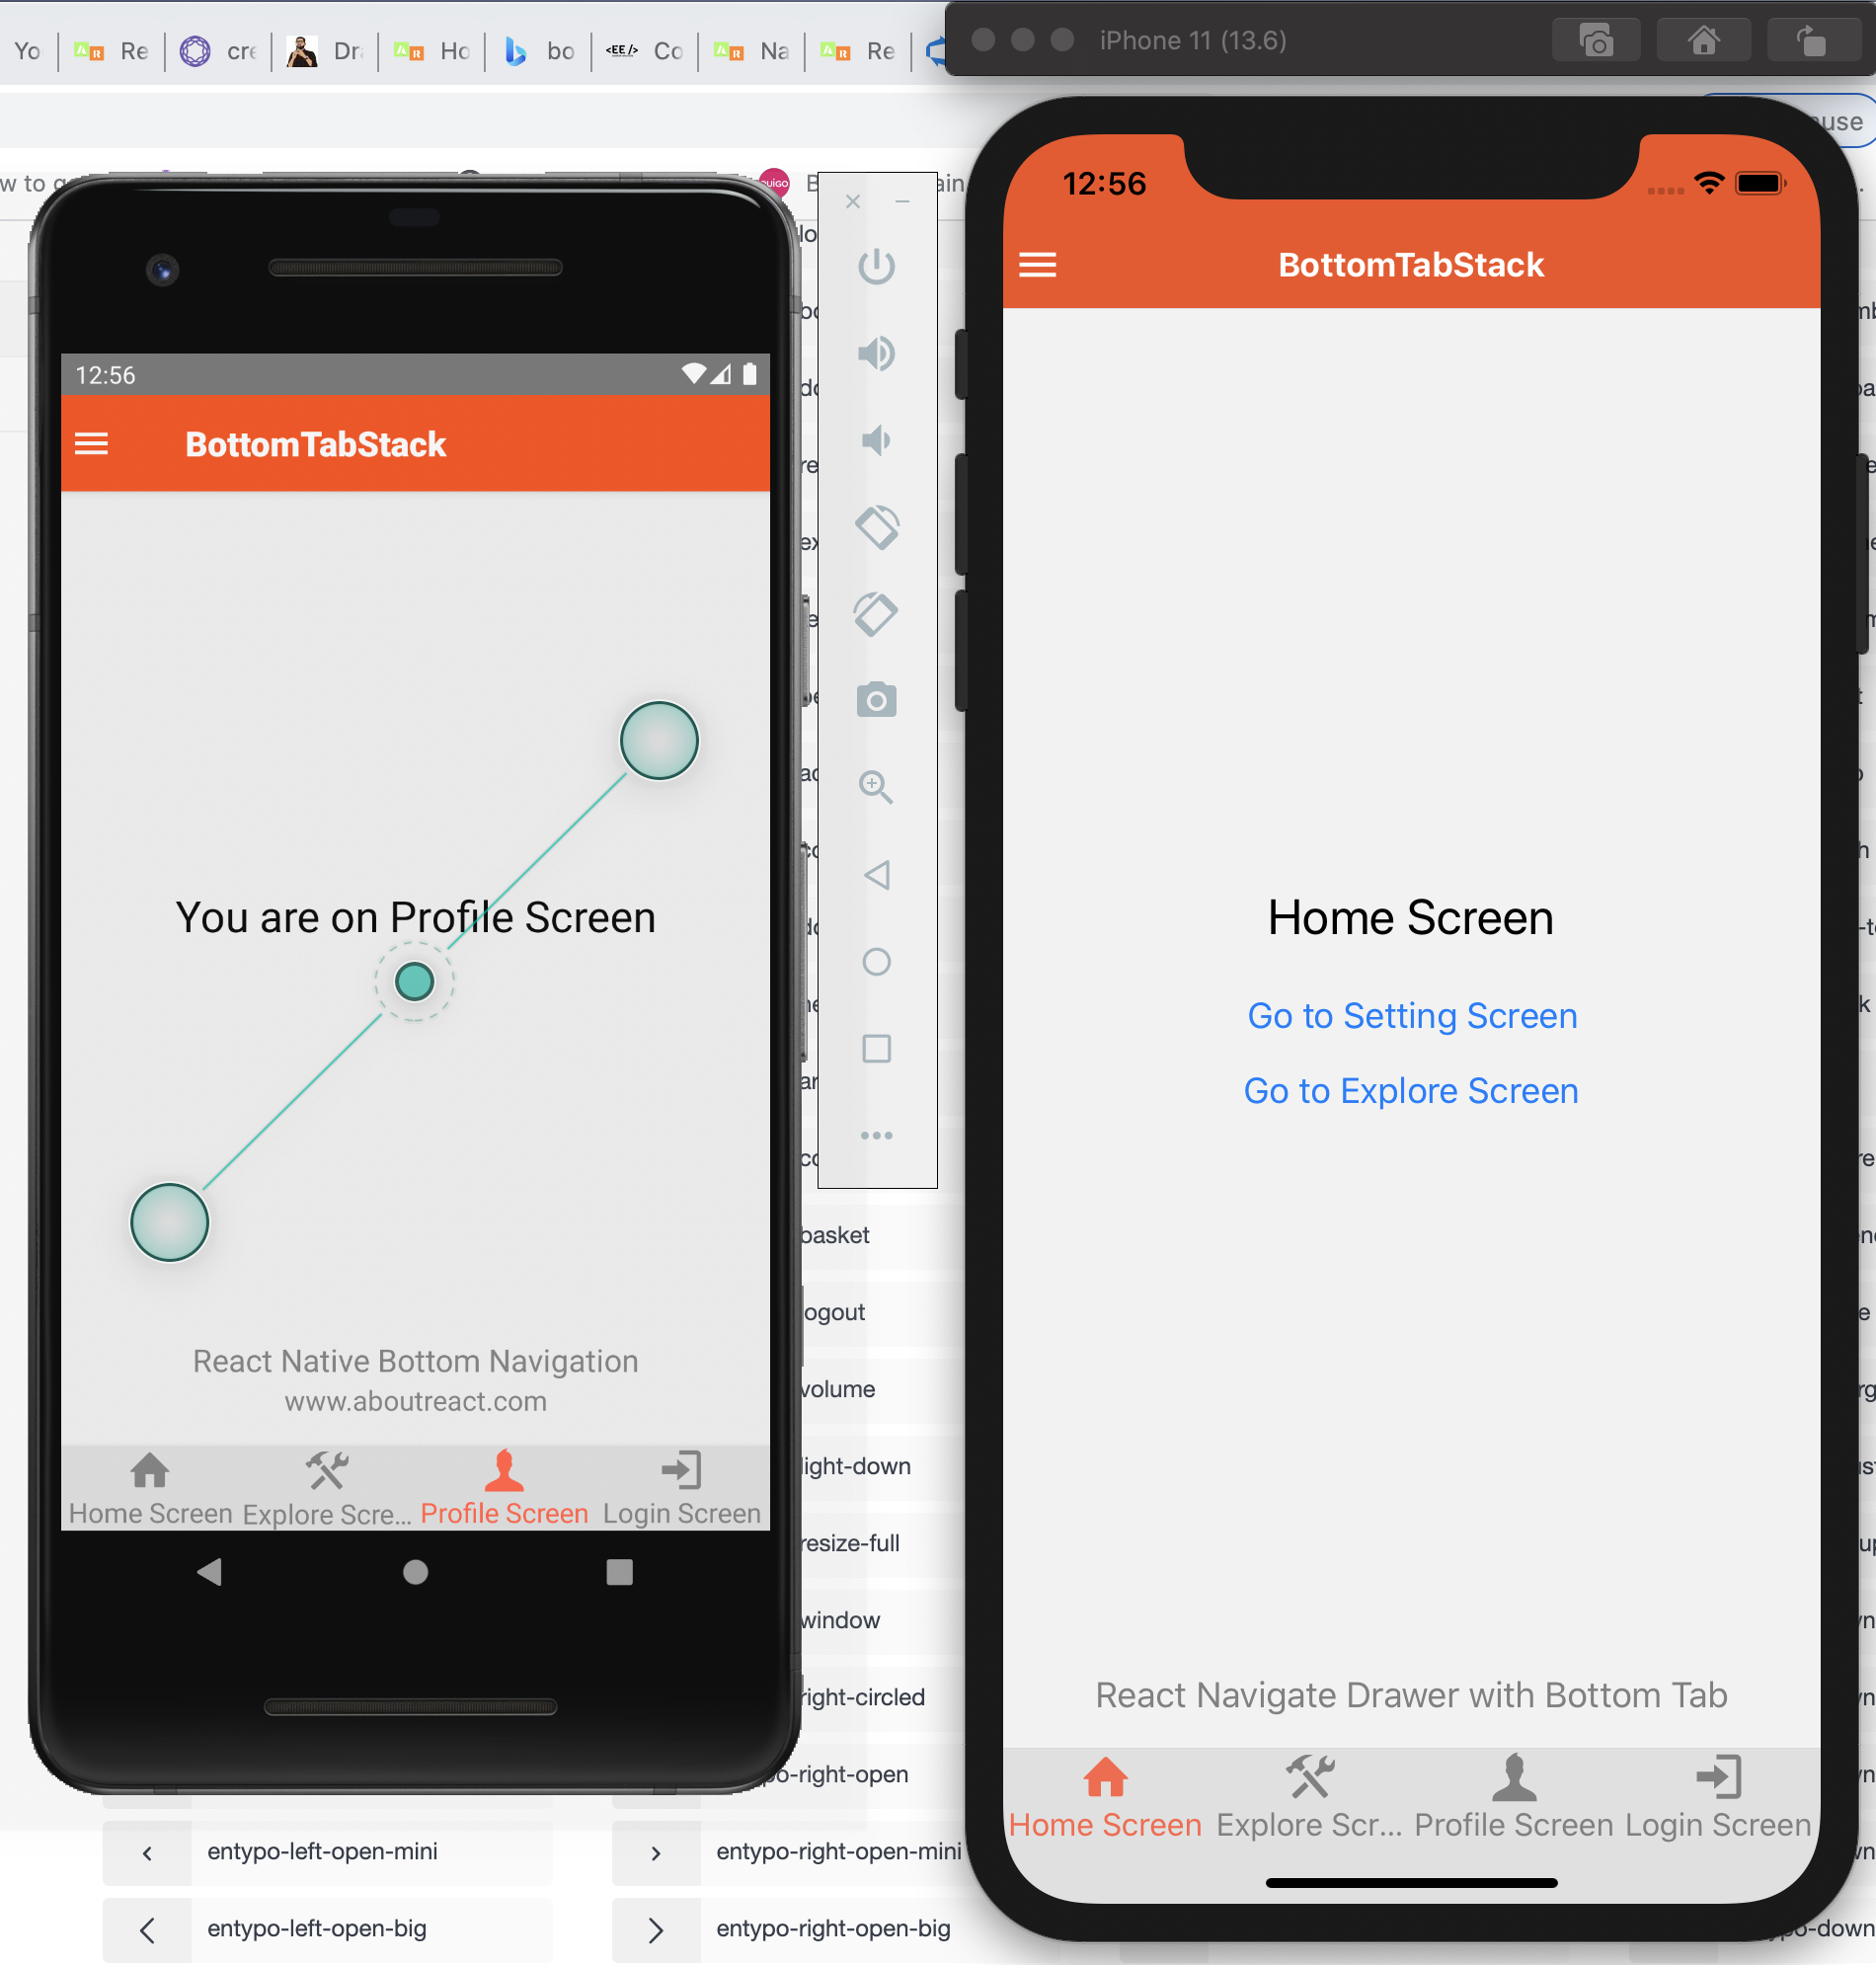 Yo
Re
cre
Dra
Ho
bo
<EE/> Co
Na
Re
iPhone 11 (13.6)
12:56
BottomTabStack
You are on Profile Screen
React Native Bottom Navigation
www.aboutreact.com
Home Screen Explore Scre... Profile Screen Login Screen
12:56
BottomTabStack
Home Screen
Go to Setting Screen
Go to Explore Screen
React Navigate Drawer with Bottom Tab
Home Screen Explore Scr... Profile Screen Login Screen
basket
logout
volume
light-down
resize-full
window
right-circled
po-right-open
entypo-left-open-mini
entypo-right-open-mini
entypo-left-open-big
entypo-right-open-big